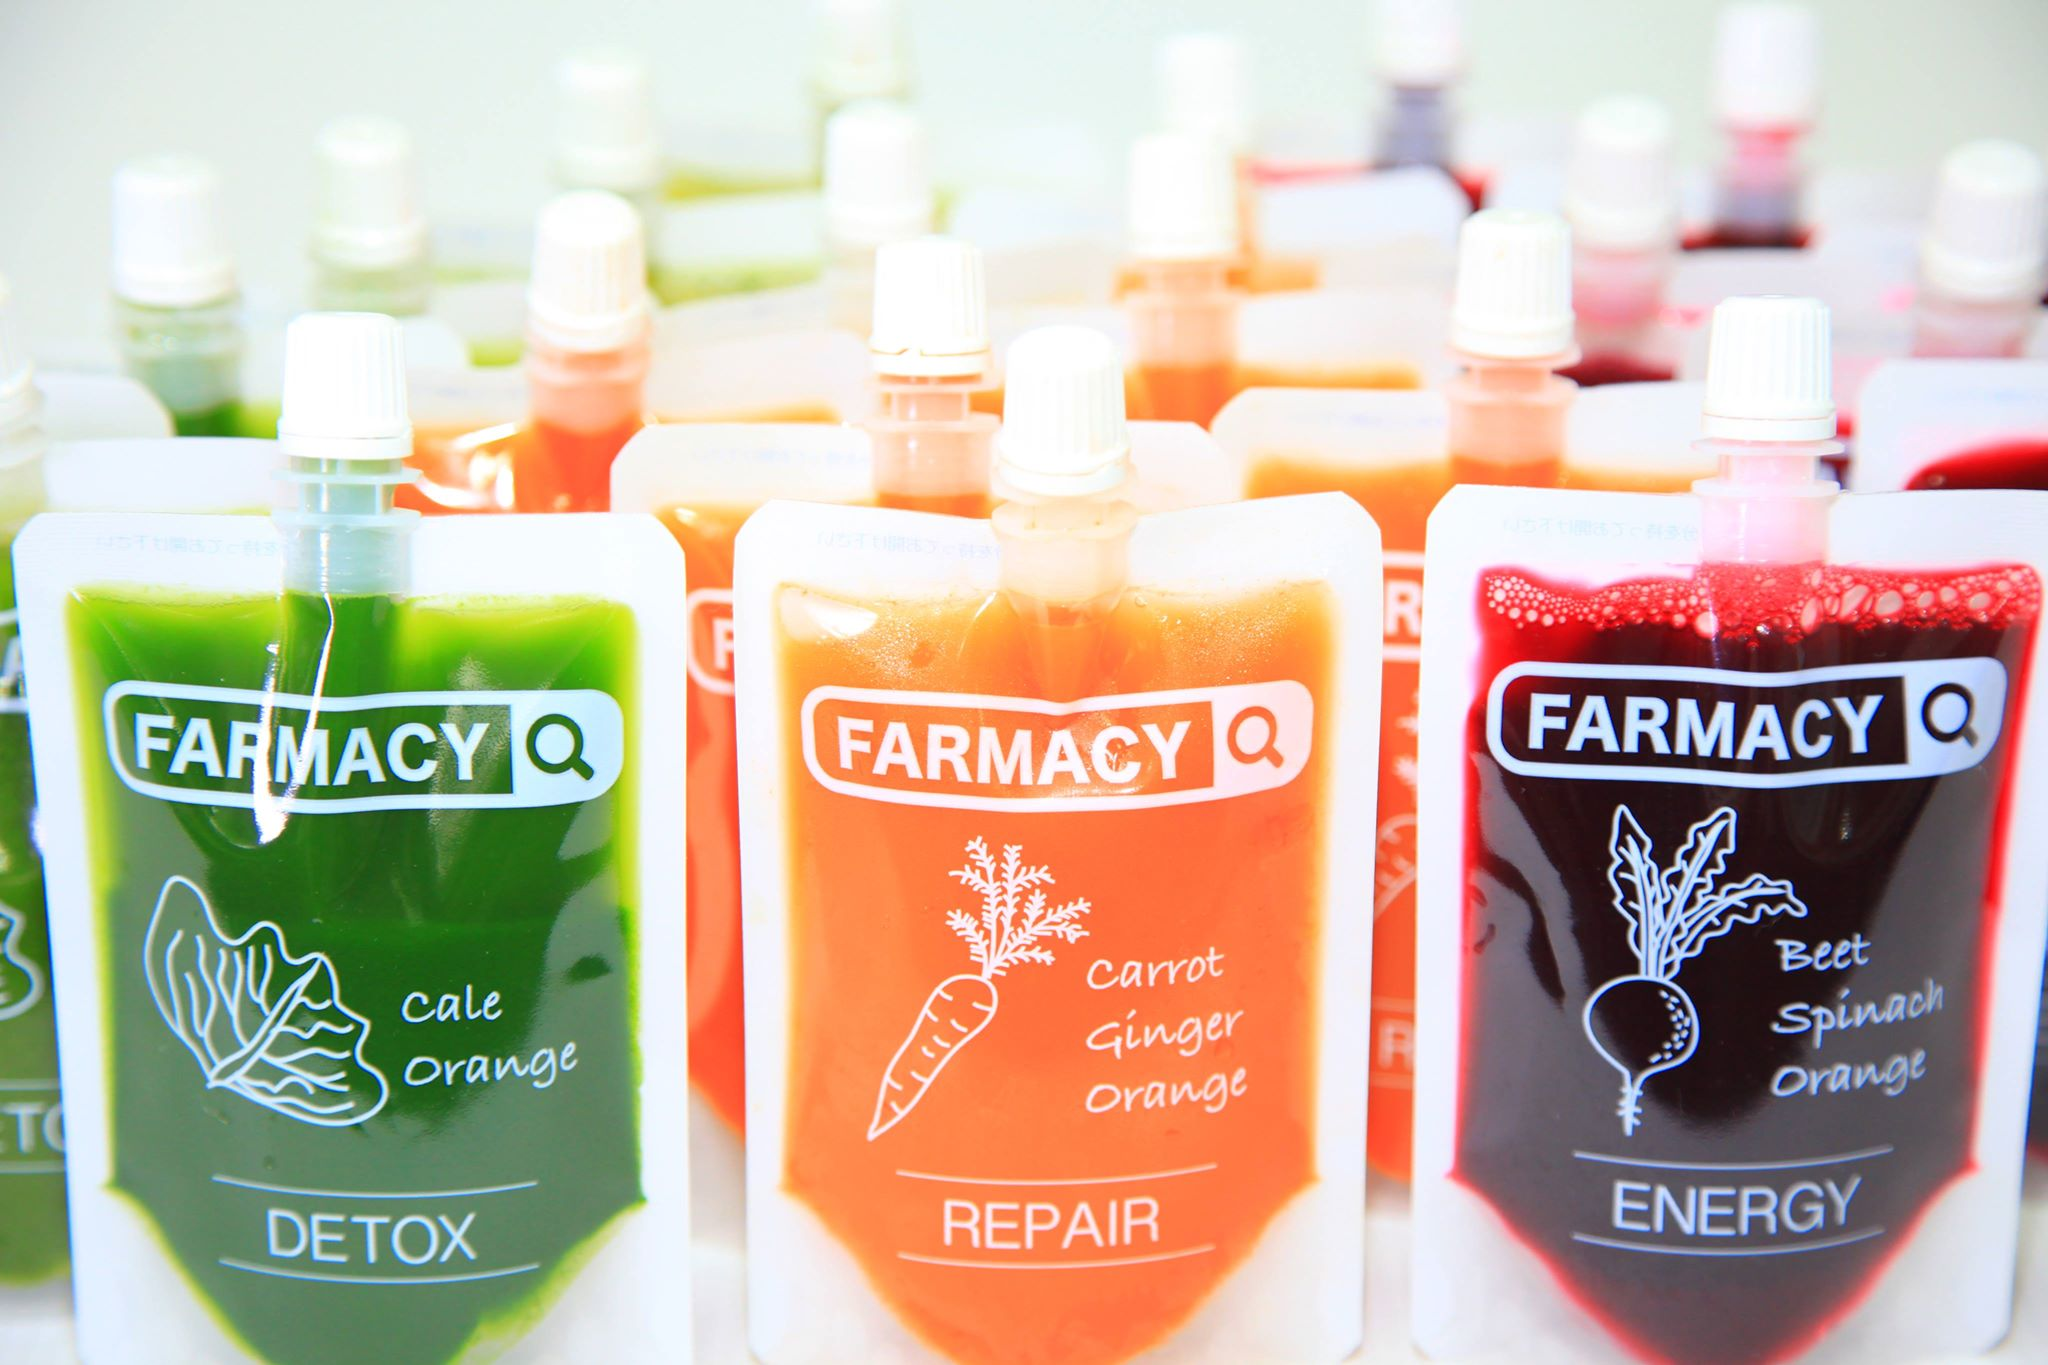 FARMACY
Cale
Orange
DETOX
FARMACY
Carrot
Ginger
Orange
REPAIR
FARMACY
Beet
Spinach
Orange
ENERGY